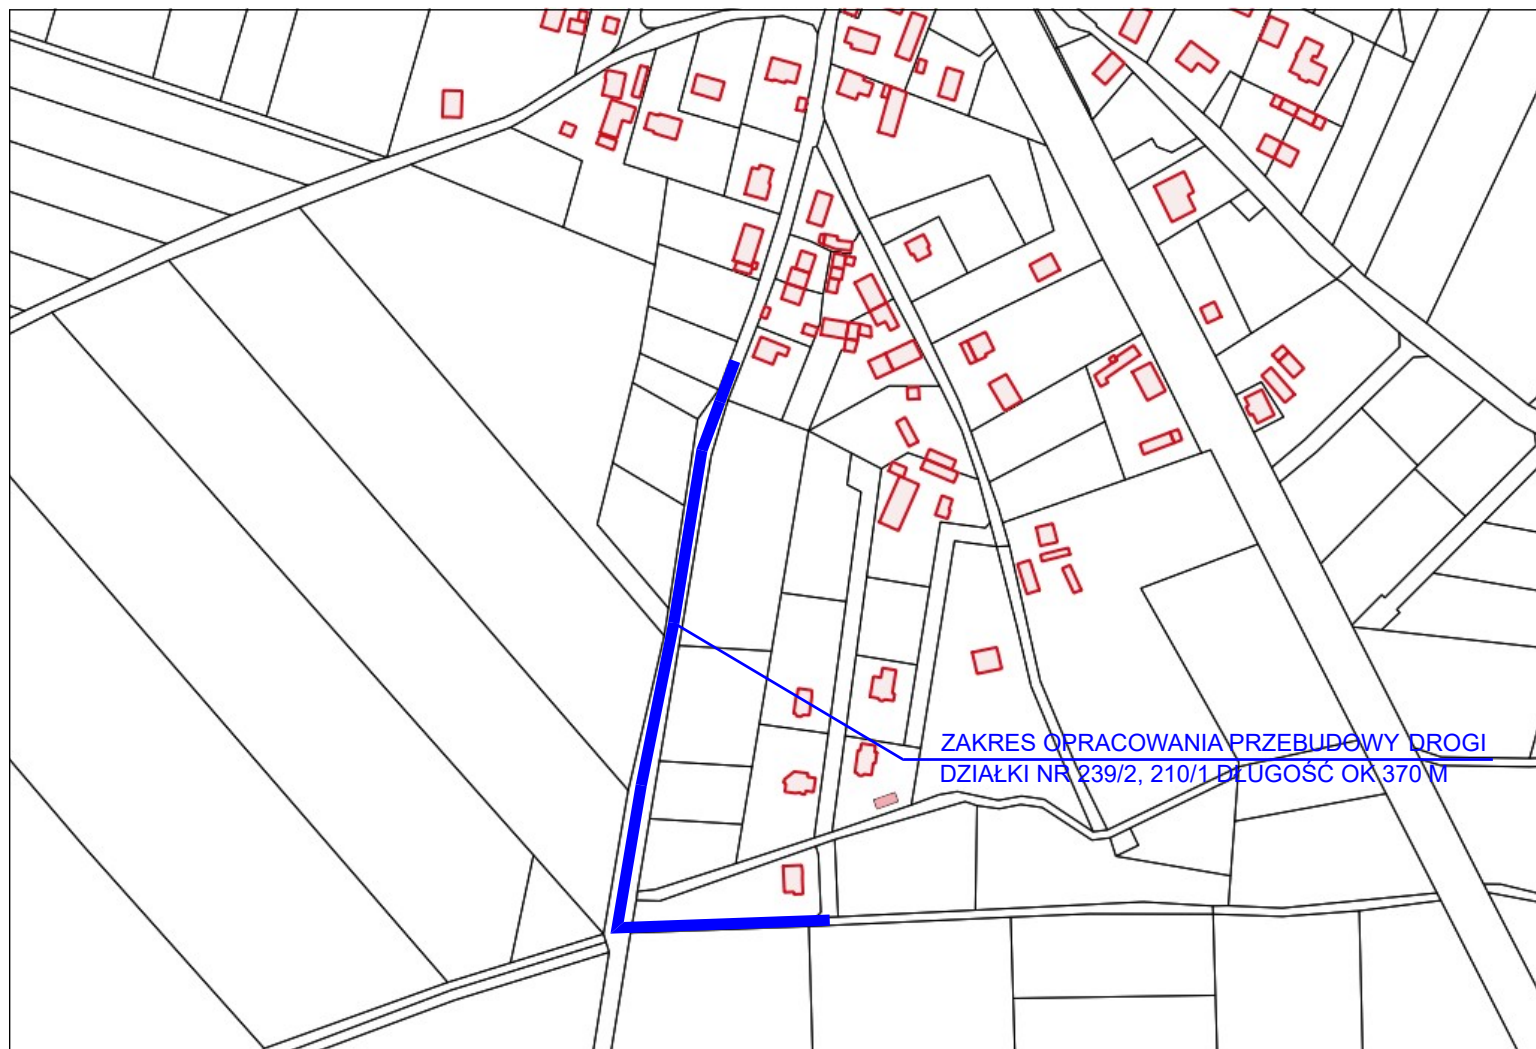 ZAKRES OPRACOWANIA PRZEBUDOWY DROGI
DZIAŁKI NR 239/2, 210/1 DŁUGOŚĆ OK 370 M